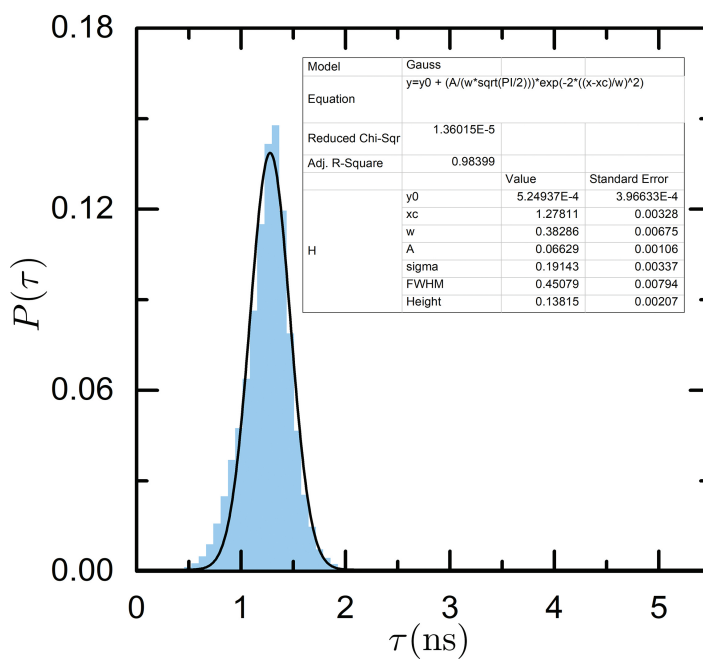 0.18
Model Gauss
Equation y=y0 + (A/(w*sqrt(PI/2)))*exp(-2*((x-xc)/w)^2)
Reduced Chi-Sqr 1.36015E-5
Adj. R-Square 0.98399
Value Standard Error
H y0 5.24937E-4 3.96633E-4
xc 1.27811 0.00328
w 0.38286 0.00675
A 0.06629 0.00106
sigma 0.19143 0.00337
FWHM 0.45079 0.00794
Height 0.13815 0.00207
0.12
P(τ)
0.06
0.00
0 1 2 3 4 5
τ(ns)